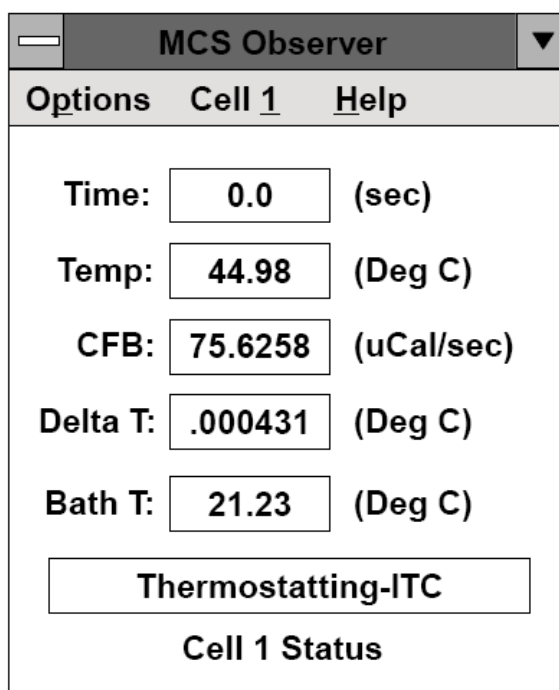 MCS Observer
Options Cell 1 Help
Time: 0.0 (sec)
Temp: 44.98 (Deg C)
CFB: 75.6258 (uCal/sec)
Delta T: .000431 (Deg C)
Bath T: 21.23 (Deg C)
Thermostatting-ITC
Cell 1 Status